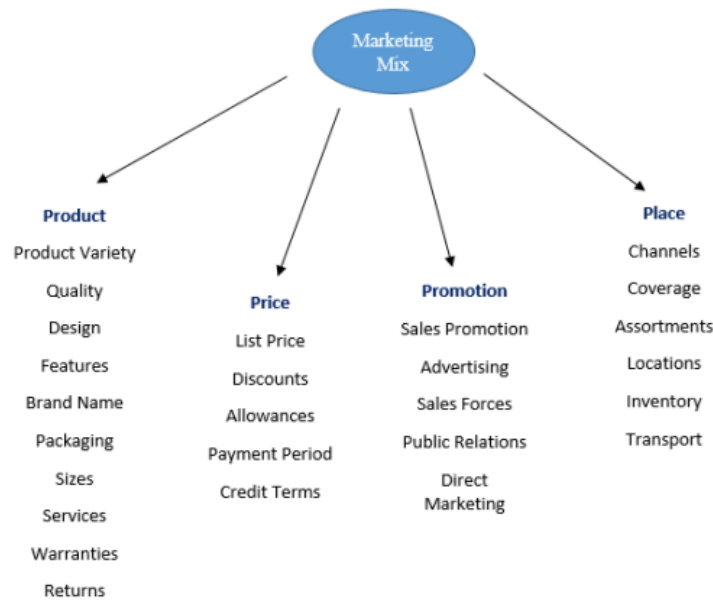 Marketing
Mix
Product
Product Variety
Quality
Design
Features
Brand Name
Packaging
Sizes
Services
Warranties
Returns
Price
List Price
Discounts
Allowances
Payment Period
Credit Terms
Promotion
Sales Promotion
Advertising
Sales Forces
Public Relations
Direct
Marketing
Place
Channels
Coverage
Assortments
Locations
Inventory
Transport